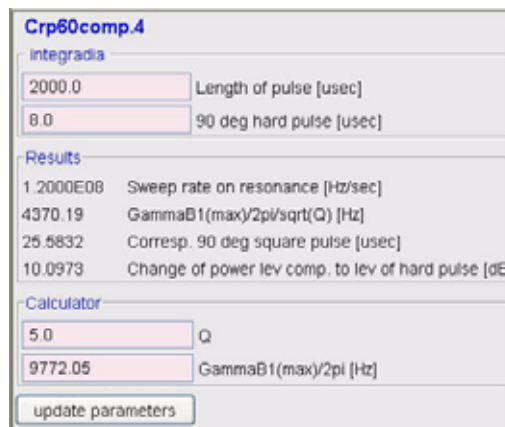 Crp60comp.4
integradia
2000.0 Length of pulse [usec]
8.0 90 deg hard pulse [usec]
Results
1.2000E08 Sweep rate on resonance [Hz/sec]
4370.19 GammaB1(max)/2pi/sqrt(Q) [Hz]
25.5832 Corresp. 90 deg square pulse [usec]
10.0973 Change of power lev comp. to lev of hard pulse [dB
Calculator
5.0 Q
9772.05 GammaB1(max)/2pi [Hz]
update parameters